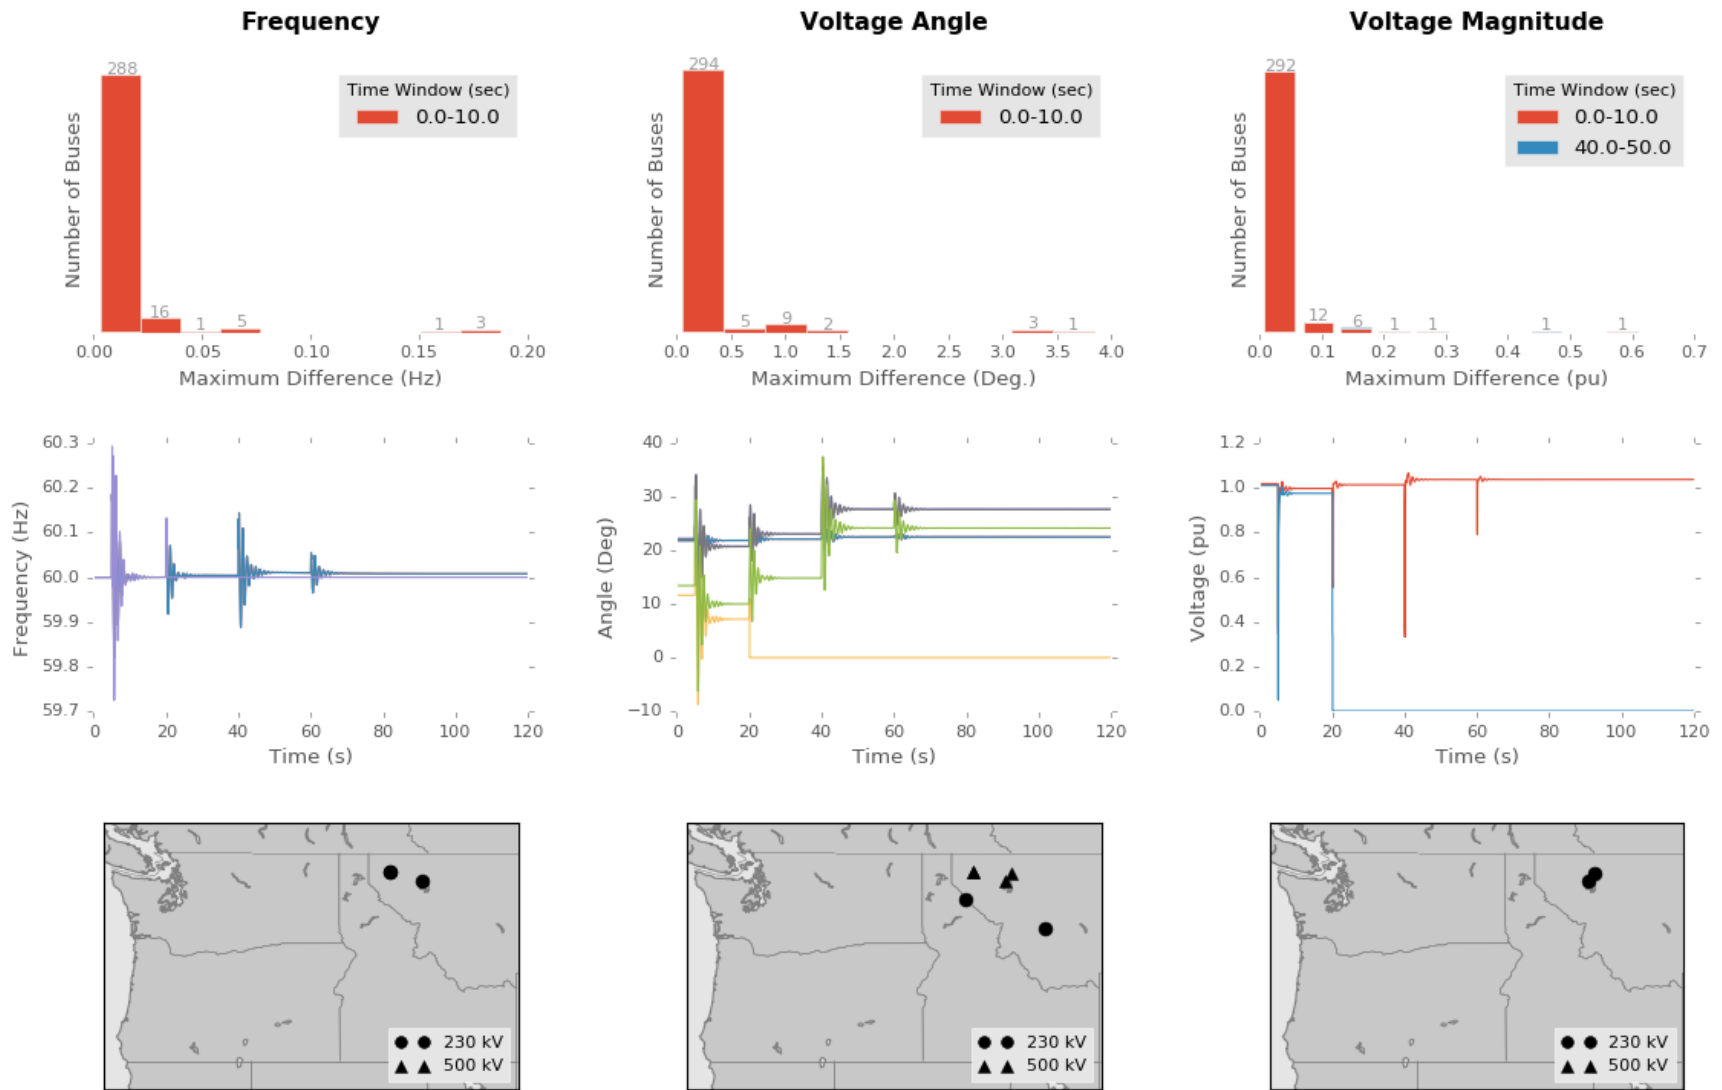 Frequency
Voltage Angle
Voltage Magnitude
288
16
1
5
1
3
Time Window (sec)
0.0-10.0
Number of Buses
0.00 0.05 0.10 0.15 0.20
Maximum Difference (Hz)
294
5
9
2
3
1
Time Window (sec)
0.0-10.0
Number of Buses
0.0 0.5 1.0 1.5 2.0 2.5 3.0 3.5 4.0
Maximum Difference (Deg.)
292
12
6
1
1
1
1
Time Window (sec)
0.0-10.0
40.0-50.0
Number of Buses
0.0 0.1 0.2 0.3 0.4 0.5 0.6 0.7
Maximum Difference (pu)
60.3
60.2
60.1
60.0
59.9
59.8
59.7
Frequency (Hz)
0 20 40 60 80 100 120
Time (s)
40
30
20
10
0
−10
Angle (Deg)
0 20 40 60 80 100 120
Time (s)
1.2
1.0
0.8
0.6
0.4
0.2
0.0
Voltage (pu)
0 20 40 60 80 100 120
Time (s)
230 kV
500 kV
230 kV
500 kV
230 kV
500 kV